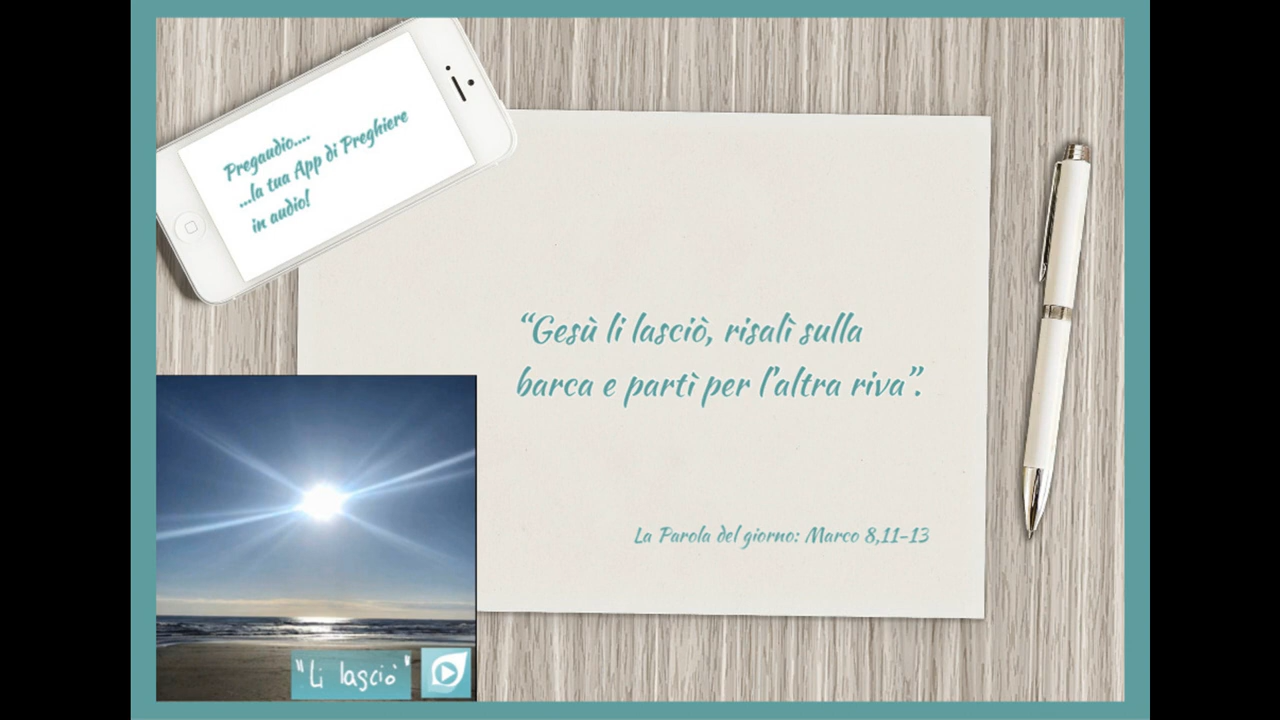 Pregaudio....
...la tua App di Preghiere
in audio!
“Gesù li lasciò, risalì sulla
barca e partì per l'altra riva”.
La Parola del giorno: Marco 8,11-13
"Li lasciò"